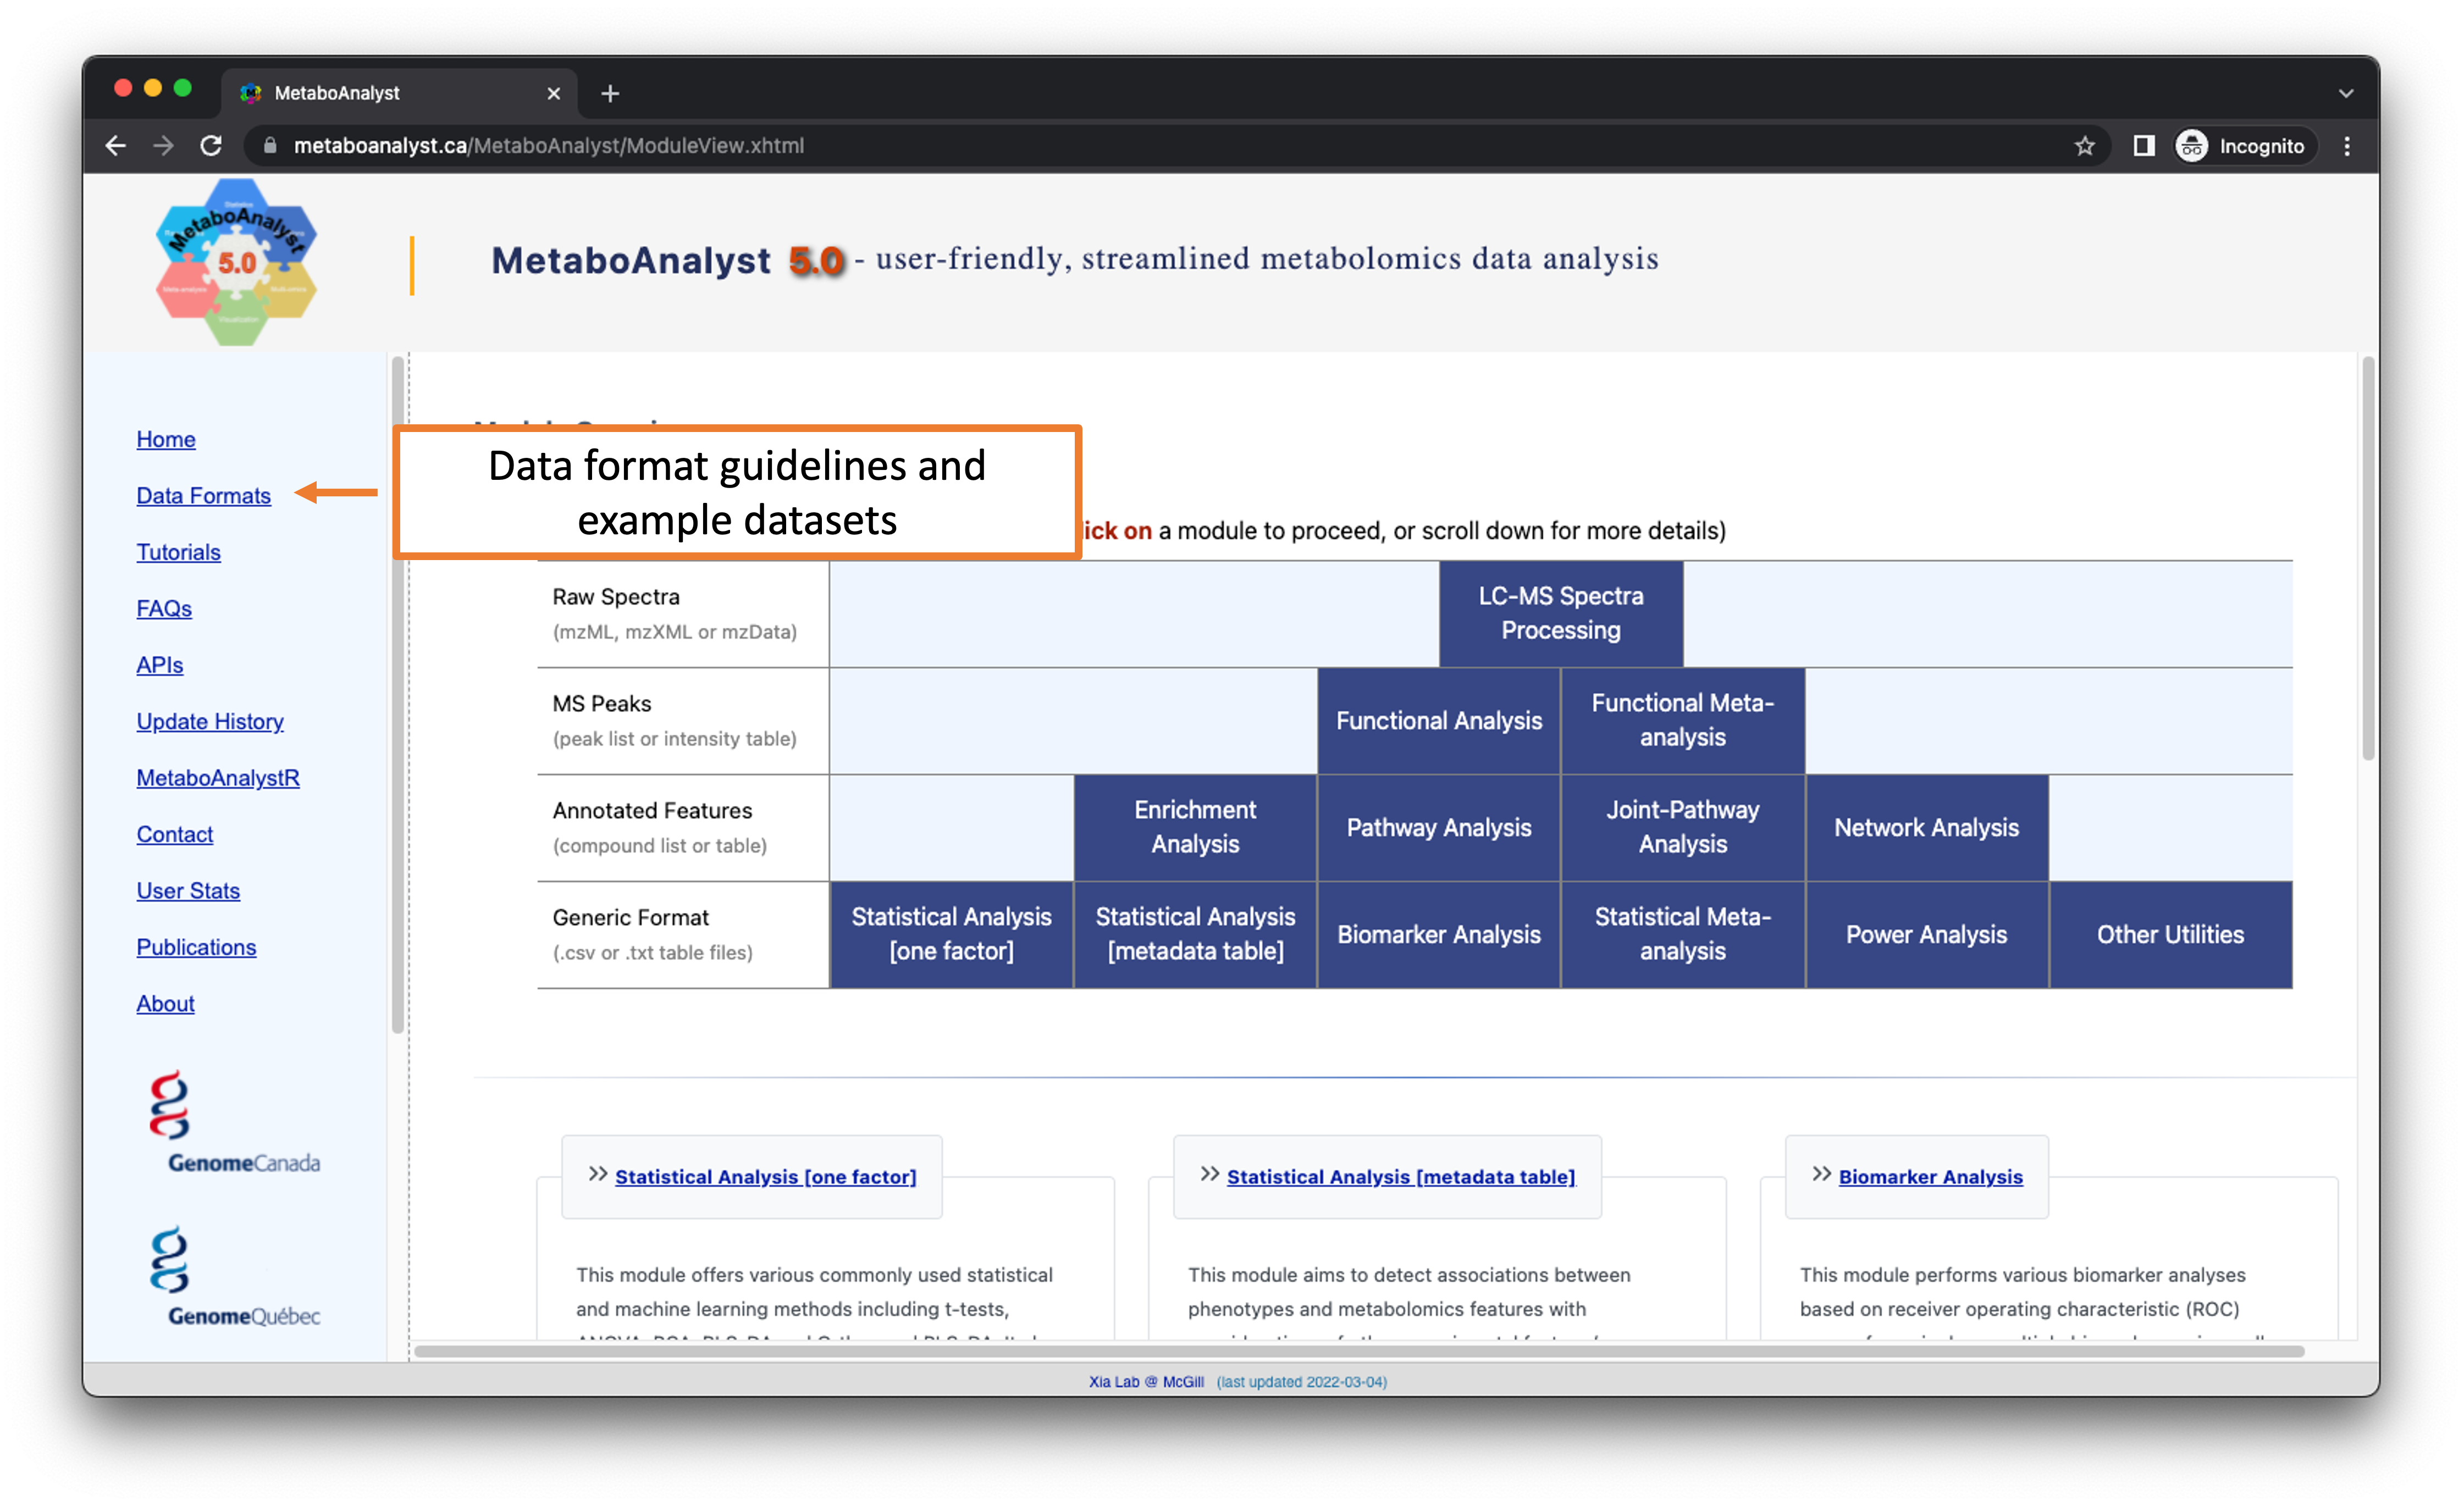 MetaboAnalyst
metaboanalyst.ca/MetaboAnalyst/ModuleView.xhtml
Incognito
MetaboAnalyst
5.0
MetaboAnalyst 5.0 - user-friendly, streamlined metabolomics data analysis
Home
Data Formats
Tutorials
FAQs
APIs
Update History
MetaboAnalystR
Contact
User Stats
Publications
About
GenomeCanada
GenomeQuébec
Data format guidelines and
example datasets
ick on a module to proceed, or scroll down for more details)
Raw Spectra
(mzML, mzXML or mzData)
LC-MS Spectra
Processing
MS Peaks
(peak list or intensity table)
Functional Analysis
Functional Meta-
analysis
Annotated Features
(compound list or table)
Enrichment
Analysis
Pathway Analysis
Joint-Pathway
Analysis
Network Analysis
Generic Format
(.csv or .txt table files)
Statistical Analysis
[one factor]
Statistical Analysis
[metadata table]
Biomarker Analysis
Statistical Meta-
analysis
Power Analysis
Other Utilities
>> Statistical Analysis [one factor]
This module offers various commonly used statistical
and machine learning methods including t-tests,
>> Statistical Analysis [metadata table]
This module aims to detect associations between
phenotypes and metabolomics features with
>> Biomarker Analysis
This module performs various biomarker analyses
based on receiver operating characteristic (ROC)
Xia Lab @ McGill (last updated 2022-03-04)